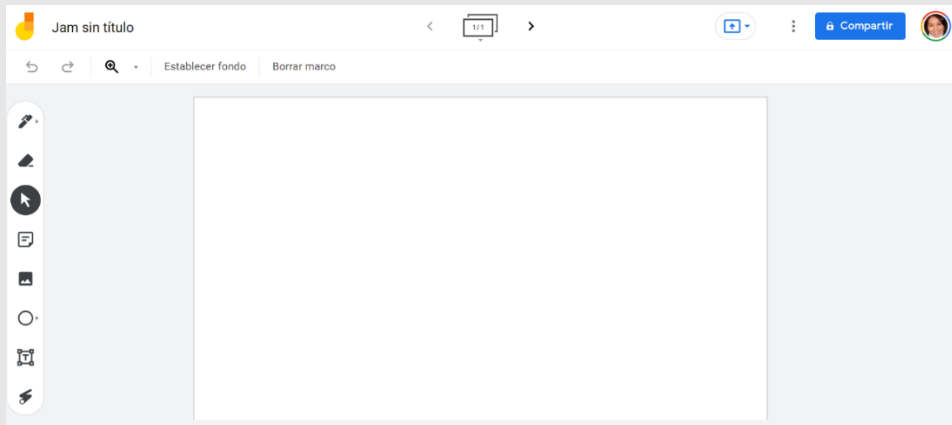 Jam sin título
1/1
Compartir
Establecer fondo
Borrar marco
T